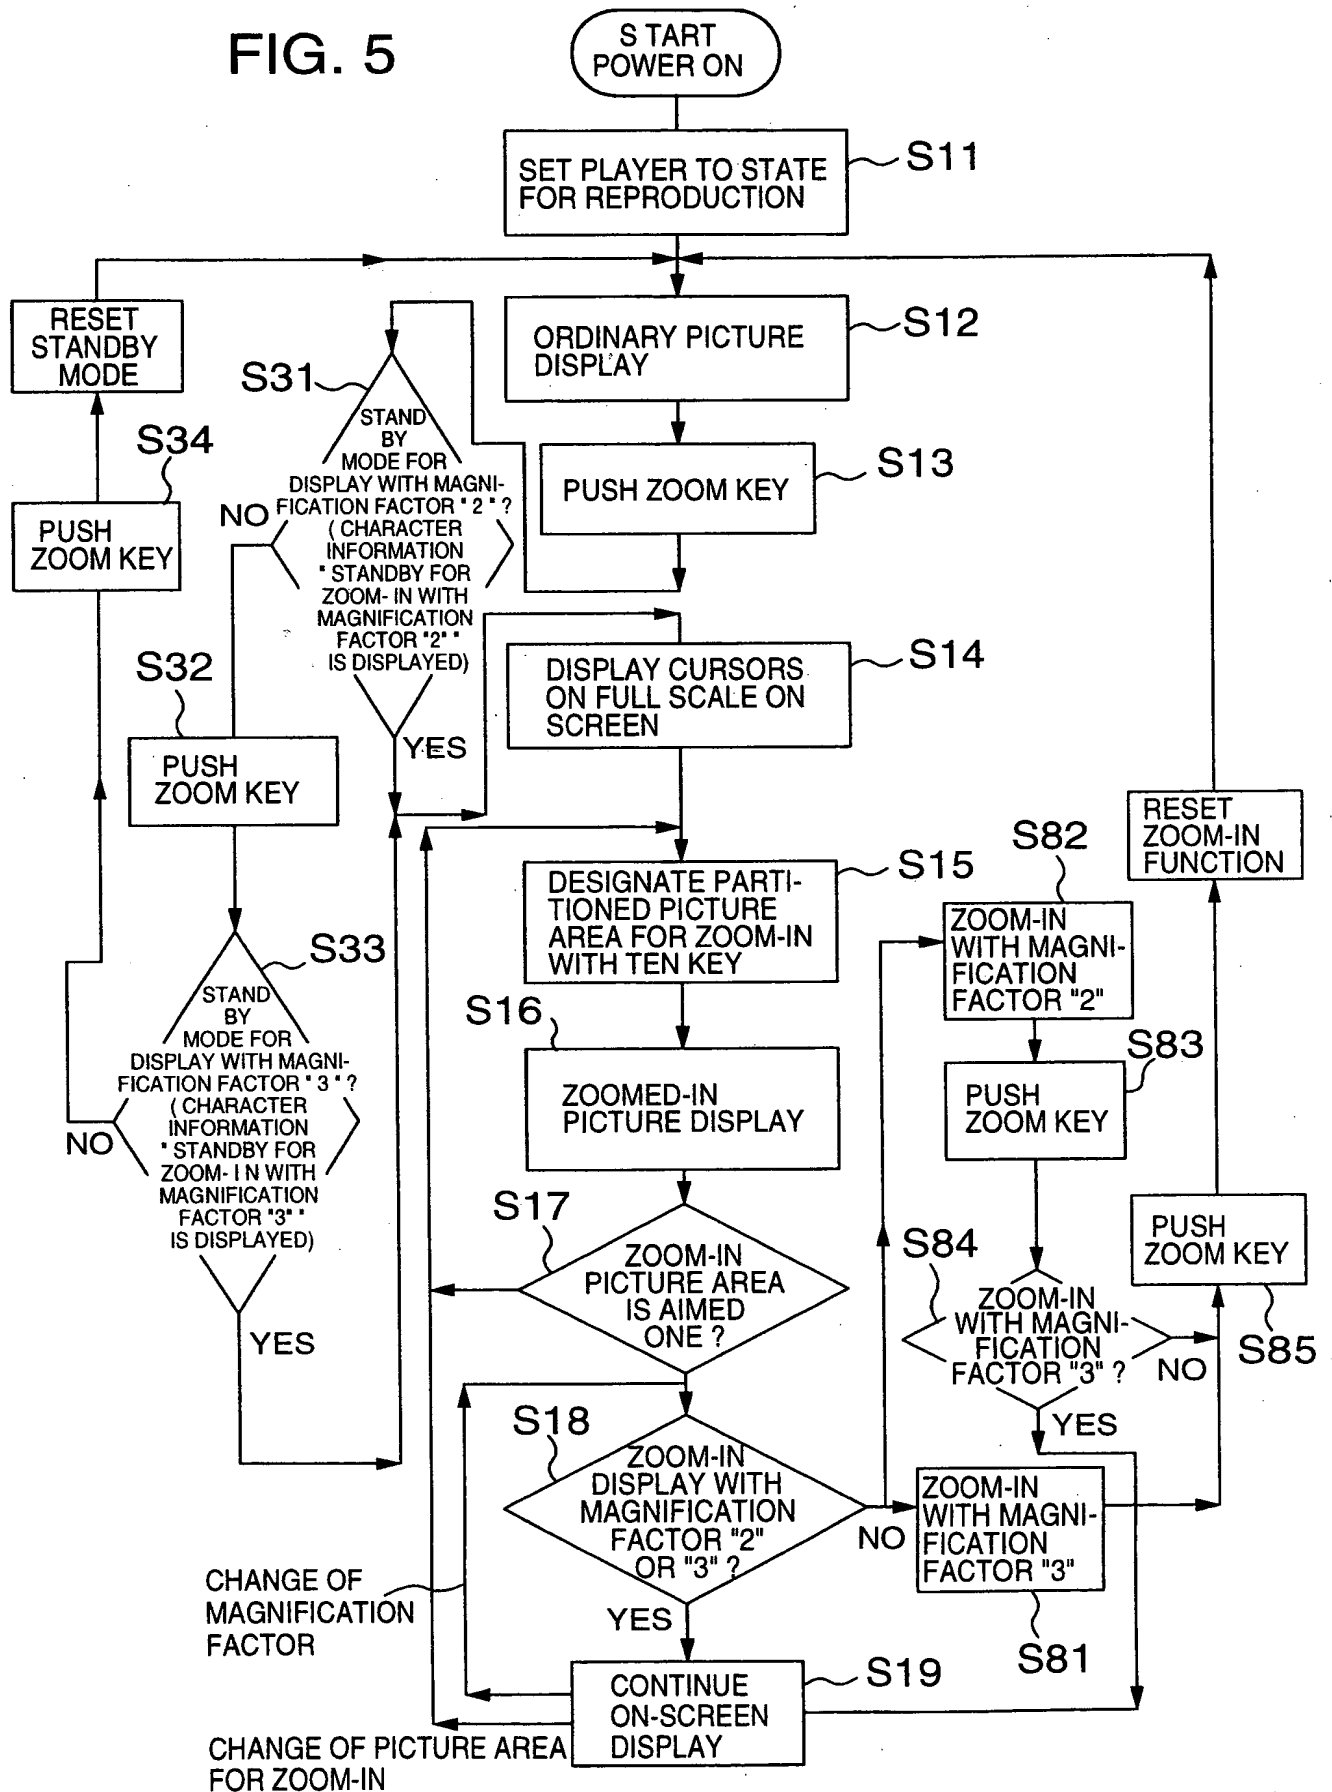 FIG. 5
S TART
POWER ON
SET PLAYER TO STATE
FOR REPRODUCTION
S11
RESET
STANDBY
MODE
ORDINARY PICTURE
DISPLAY
S12
S31
STAND
BY
MODE FOR
DISPLAY WITH MAGNI-
FICATION FACTOR " 2 " ?
( CHARACTER
INFORMATION
" STANDBY FOR
ZOOM- IN WITH
MAGNIFICATION
FACTOR "2" "
IS DISPLAYED)
NO
YES
S34
PUSH
ZOOM KEY
PUSH ZOOM KEY
S13
S32
PUSH
ZOOM KEY
DISPLAY CURSORS
ON FULL SCALE ON
SCREEN
S14
S33
STAND
BY
MODE FOR
DISPLAY WITH MAGNI-
FICATION FACTOR " 3 " ?
( CHARACTER
INFORMATION
" STANDBY FOR
ZOOM- I N WITH
MAGNIFICATION
FACTOR "3" "
IS DISPLAYED)
NO
YES
DESIGNATE PARTI-
TIONED PICTURE
AREA FOR ZOOM-IN
WITH TEN KEY
S15
S16
ZOOMED-IN
PICTURE DISPLAY
S17
ZOOM-IN
PICTURE AREA
IS AIMED
ONE ?
S18
ZOOM-IN
DISPLAY WITH
MAGNIFICATION
FACTOR "2"
OR "3" ?
NO
YES
S82
ZOOM-IN
WITH MAGNI-
FICATION
FACTOR "2"
S83
PUSH
ZOOM KEY
S84
ZOOM-IN
WITH MAGNI-
FICATION
FACTOR "3" ?
NO
YES
RESET
ZOOM-IN
FUNCTION
PUSH
ZOOM KEY
S85
ZOOM-IN
WITH MAGNI-
FICATION
FACTOR "3"
S81
CHANGE OF
MAGNIFICATION
FACTOR
CONTINUE
ON-SCREEN
DISPLAY
S19
CHANGE OF PICTURE AREA
FOR ZOOM-IN